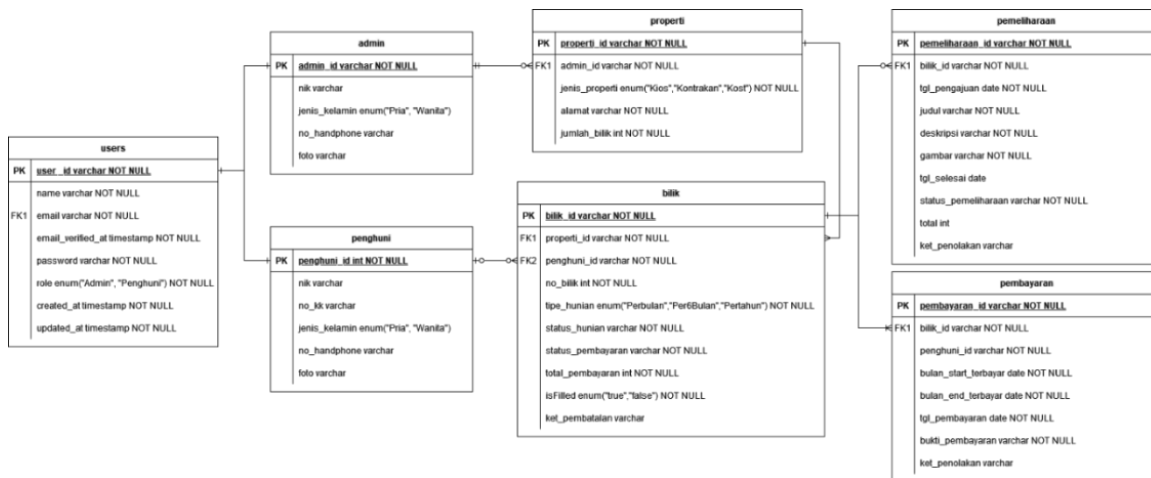 users
PK user_id varchar NOT NULL
name varchar NOT NULL
FK1 email varchar NOT NULL
email_verified_at timestamp NOT NULL
password varchar NOT NULL
role enum("Admin", "Penghuni") NOT NULL
created_at timestamp NOT NULL
updated_at timestamp NOT NULL
admin
PK admin_id varchar NOT NULL
nik varchar
jenis_kelamin enum("Pria", "Wanita")
no_handphone varchar
foto varchar
penghuni
PK penghuni_id int NOT NULL
nik varchar
no_kk varchar
jenis_kelamin enum("Pria", "Wanita")
no_handphone varchar
foto varchar
properti
PK properti_id varchar NOT NULL
FK1 admin_id varchar NOT NULL
jenis_properti enum("Kios","Kontrakan","Kost") NOT NULL
alamat varchar NOT NULL
jumlah_bilik int NOT NULL
bilik
PK bilik_id varchar NOT NULL
FK1 properti_id varchar NOT NULL
FK2 penghuni_id varchar NOT NULL
no_bilik int NOT NULL
tipe_hunian enum("Perbulan","Per6Bulan","Pertahun") NOT NULL
status_hunian varchar NOT NULL
status_pembayaran varchar NOT NULL
total_pembayaran int NOT NULL
isFilled enum("true","false") NOT NULL
ket_pembatalan varchar
pemeliharaan
PK pemeliharaan_id varchar NOT NULL
FK1 bilik_id varchar NOT NULL
tgl_pengajuan date NOT NULL
judul varchar NOT NULL
deskripsi varchar NOT NULL
gambar varchar NOT NULL
tgl_selesai date
status_pemeliharaan varchar NOT NULL
total int
ket_penolakan varchar
pembayaran
PK pembayaran_id varchar NOT NULL
FK1 bilik_id varchar NOT NULL
penghuni_id varchar NOT NULL
bulan_start_terbayar date NOT NULL
bulan_end_terbayar date NOT NULL
tgl_pembayaran date NOT NULL
bukti_pembayaran varchar NOT NULL
ket_penolakan varchar